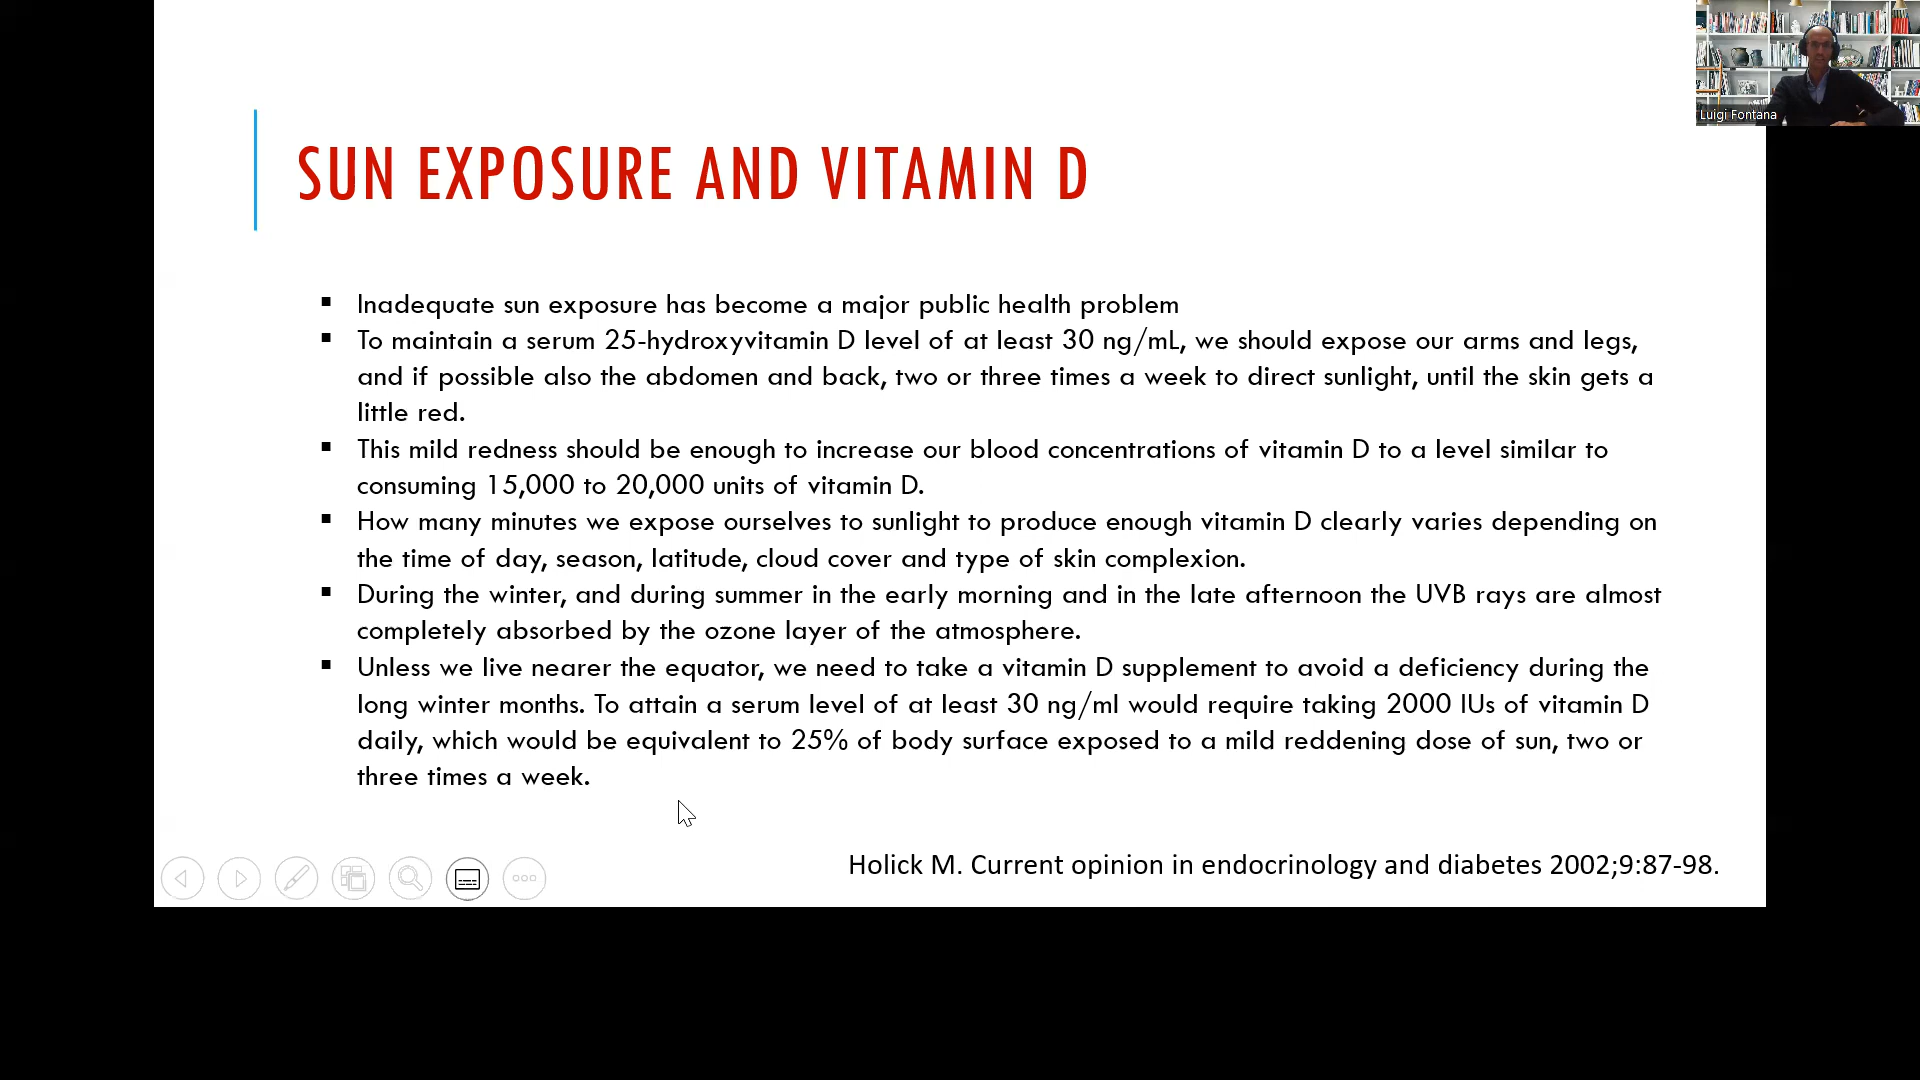 Luigi Fontana
SUN EXPOSURE AND VITAMIN D
▪ Inadequate sun exposure has become a major public health problem
▪ To maintain a serum 25-hydroxyvitamin D level of at least 30 ng/mL, we should expose our arms and legs,
and if possible also the abdomen and back, two or three times a week to direct sunlight, until the skin gets a
little red.
▪ This mild redness should be enough to increase our blood concentrations of vitamin D to a level similar to
consuming 15,000 to 20,000 units of vitamin D.
▪ How many minutes we expose ourselves to sunlight to produce enough vitamin D clearly varies depending on
the time of day, season, latitude, cloud cover and type of skin complexion.
▪ During the winter, and during summer in the early morning and in the late afternoon the UVB rays are almost
completely absorbed by the ozone layer of the atmosphere.
▪ Unless we live nearer the equator, we need to take a vitamin D supplement to avoid a deficiency during the
long winter months. To attain a serum level of at least 30 ng/ml would require taking 2000 IUs of vitamin D
daily, which would be equivalent to 25% of body surface exposed to a mild reddening dose of sun, two or
three times a week.
Holick M. Current opinion in endocrinology and diabetes 2002;9:87-98.